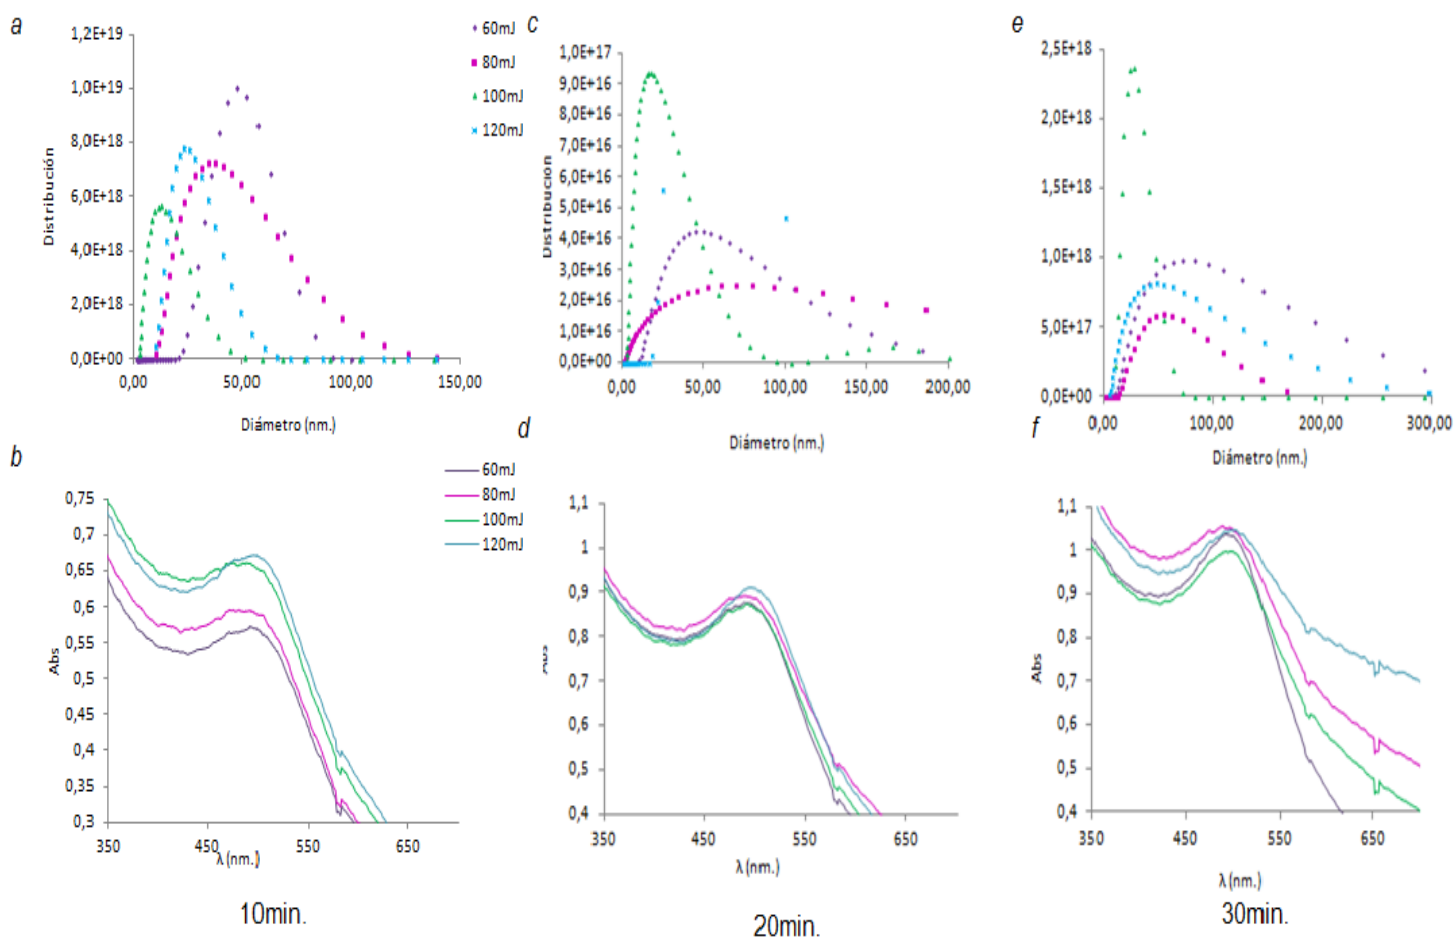 a
1,2E+19
1,0E+19
8,0E+18
6,0E+18
4,0E+18
2,0E+18
0,0E+00
Distribución
0,00
50,00
100,00
150,00
Diámetro (nm.)
60mJ
80mJ
100mJ
120mJ
c
1,0E+17
9,0E+16
8,0E+16
7,0E+16
6,0E+16
5,0E+16
4,0E+16
3,0E+16
2,0E+16
1,0E+16
0,0E+00
Distribución
0,00
50,00
100,00
150,00
200,00
Diámetro (nm.)
e
2,5E+18
2,0E+18
1,5E+18
1,0E+18
5,0E+17
0,0E+00
0,00
100,00
200,00
300,00
Diámetro (nm.)
b
0,75
0,7
0,65
0,6
0,55
0,5
0,45
0,4
0,35
0,3
Abs
350
450
550
650
λ (nm.)
60mJ
80mJ
100mJ
120mJ
10min.
d
1,1
1
0,9
0,8
0,7
0,6
0,5
0,4
Abs
350
450
550
650
λ (nm.)
20min.
f
1,1
1
0,9
0,8
0,7
0,6
0,5
0,4
Abs
350
450
550
650
λ (nm.)
30min.